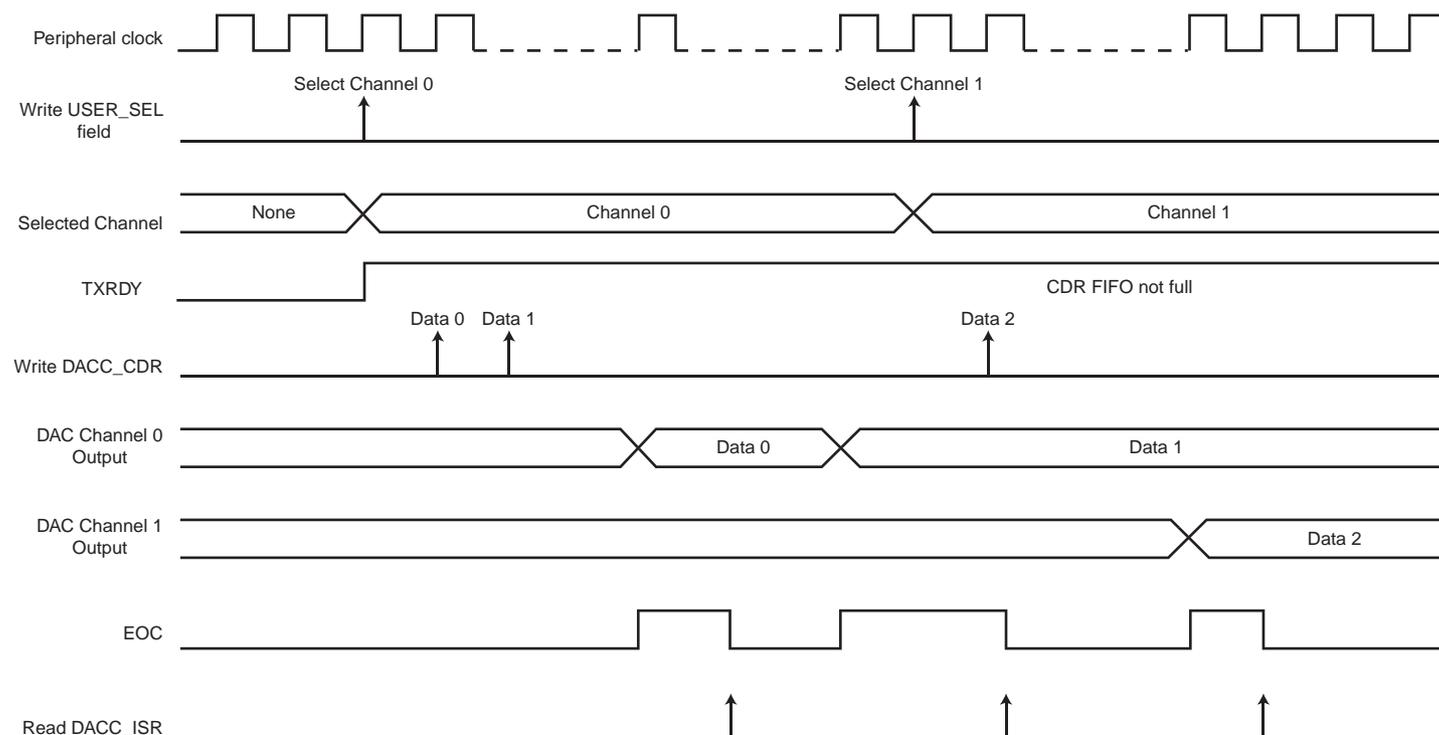 Peripheral clock
Select Channel 0
Select Channel 1
Write USER_SEL
field
Selected Channel
None
Channel 0
Channel 1
TXRDY
CDR FIFO not full
Data 0
Data 1
Data 2
Write DACC_CDR
DAC Channel 0
Output
Data 0
Data 1
DAC Channel 1
Output
Data 2
EOC
Read DACC_ISR